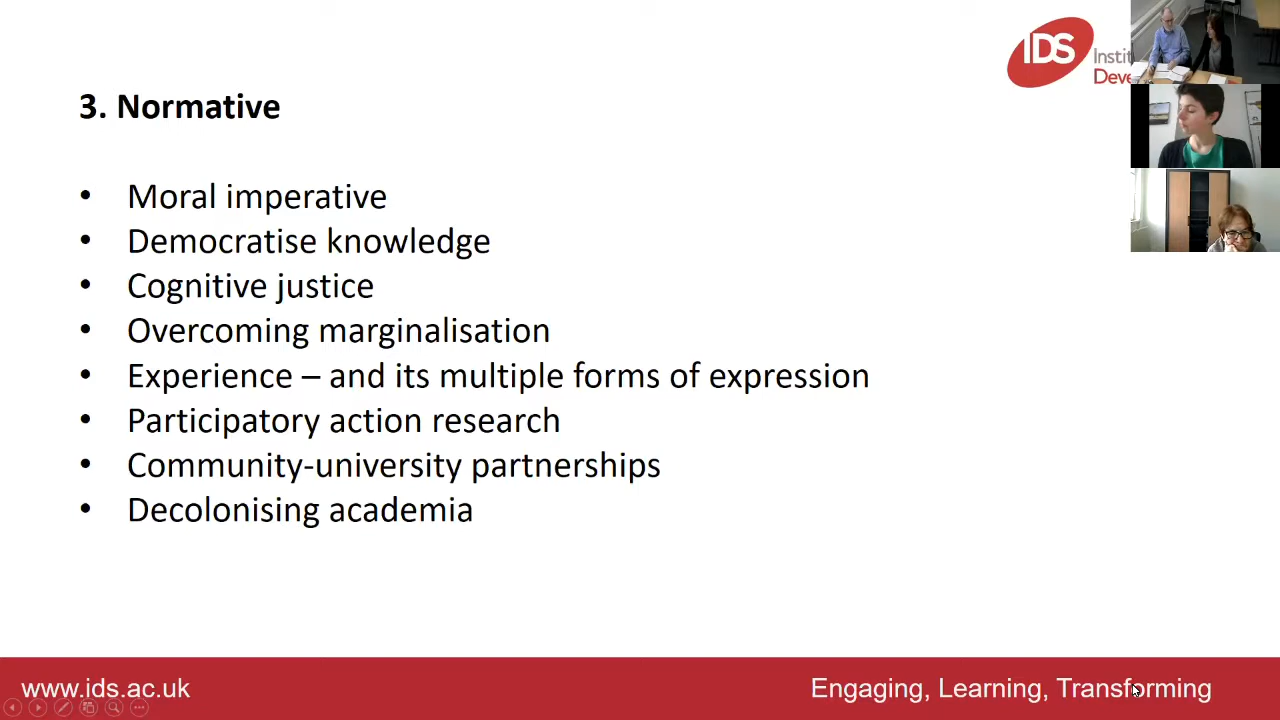 IDS
3. Normative
• Moral imperative
• Democratise knowledge
• Cognitive justice
• Overcoming marginalisation
• Experience – and its multiple forms of expression
• Participatory action research
• Community-university partnerships
• Decolonising academia
www.ids.ac.uk
Engaging, Learning, Transforming